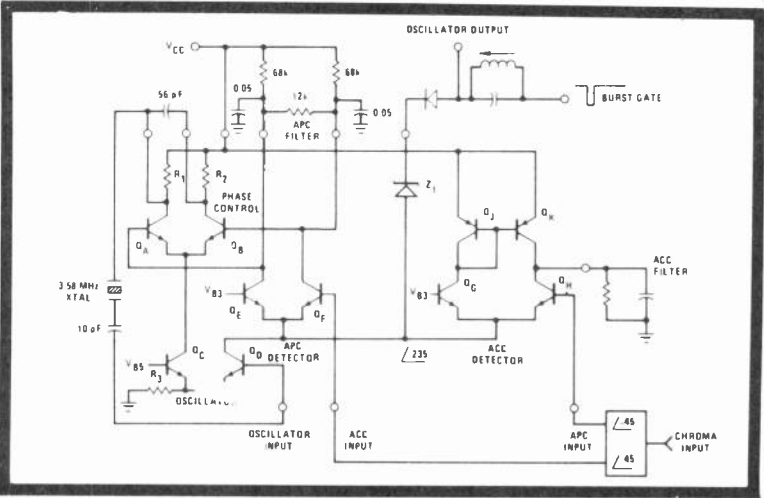 OSCILLATOR OUTPUT
VCC
68k
68k
56 pF
0.05
12k
0.05
BURST GATE
APC
FILTER
R1
R2
PHASE
CONTROL
Z1
QA
QB
QJ
QK
ACC
FILTER
3.58 MHz
XTAL
VB3
QE
QF
VB3
QG
QH
10 pF
QC
QD
APC
DETECTOR
/235
ACC
DETECTOR
VB5
R3
OSCILLATOR
OSCILLATOR
INPUT
ACC
INPUT
APC
INPUT
/45
/45
CHROMA
INPUT